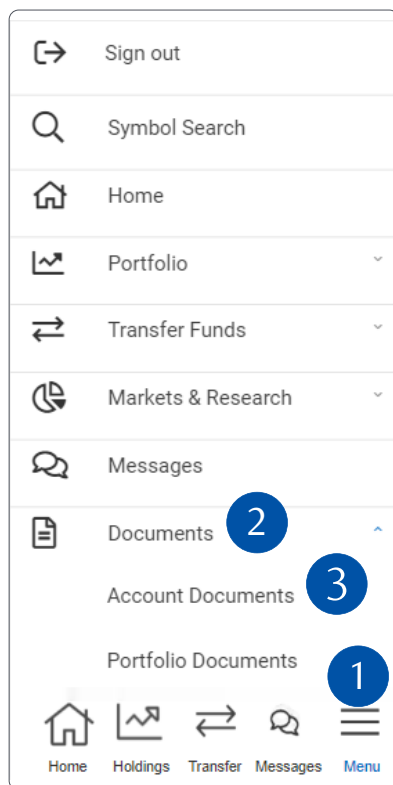 Sign out
Symbol Search
Home
Portfolio
Transfer Funds
Markets & Research
Messages
Documents 2
Account Documents 3
Portfolio Documents
1
Home Holdings Transfer Messages Menu